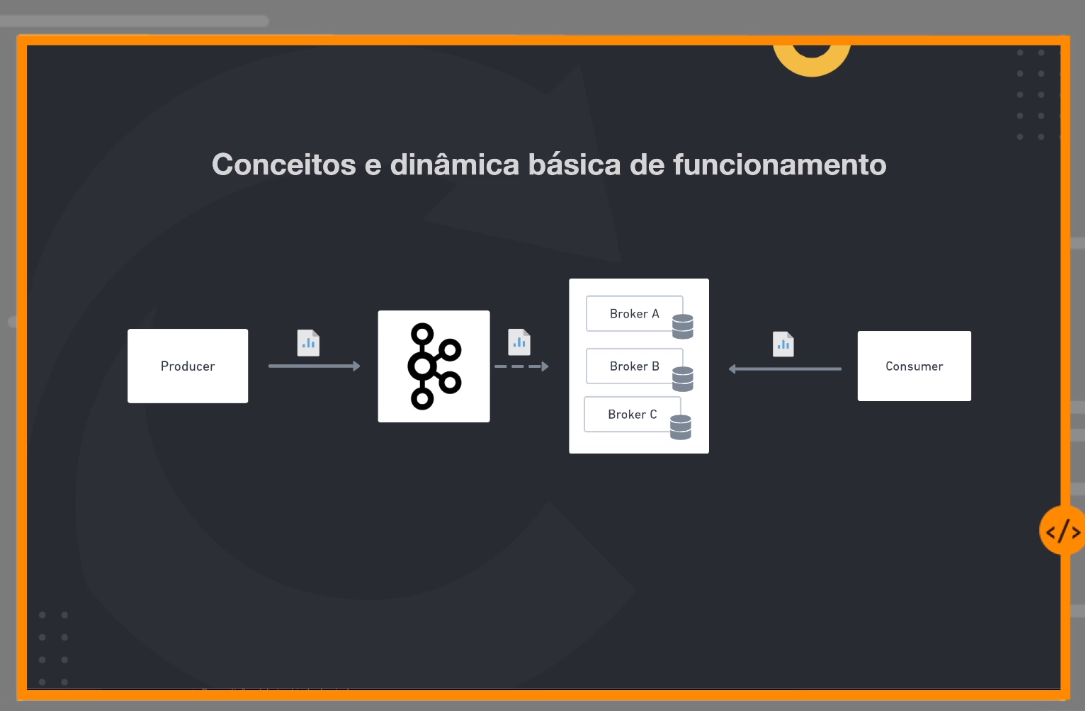 Conceitos e dinâmica básica de funcionamento
Producer
Broker A
Broker B
Broker C
Consumer
</>